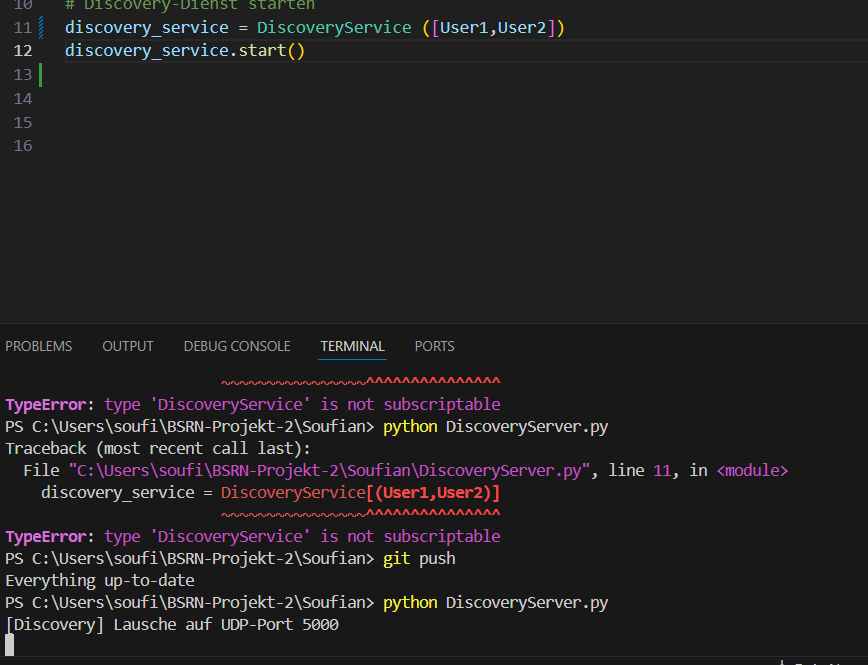 10 # Discovery-Dienst starten
11 discovery_service = DiscoveryService ([User1,User2])
12 discovery_service.start()
13
14
15
16
PROBLEMS OUTPUT DEBUG CONSOLE TERMINAL PORTS
~~~~~~~~~~~~~~~~^^^^^^^^^^^^^^^
TypeError: type 'DiscoveryService' is not subscriptable
PS C:\Users\soufi\BSRN-Projekt-2\Soufian> python DiscoveryServer.py
Traceback (most recent call last):
File "C:\Users\soufi\BSRN-Projekt-2\Soufian\DiscoveryServer.py", line 11, in <module>
discovery_service = DiscoveryService[(User1,User2)]
~~~~~~~~~~~~~~~~^^^^^^^^^^^^^^^
TypeError: type 'DiscoveryService' is not subscriptable
PS C:\Users\soufi\BSRN-Projekt-2\Soufian> git push
Everything up-to-date
PS C:\Users\soufi\BSRN-Projekt-2\Soufian> python DiscoveryServer.py
[Discovery] Lausche auf UDP-Port 5000